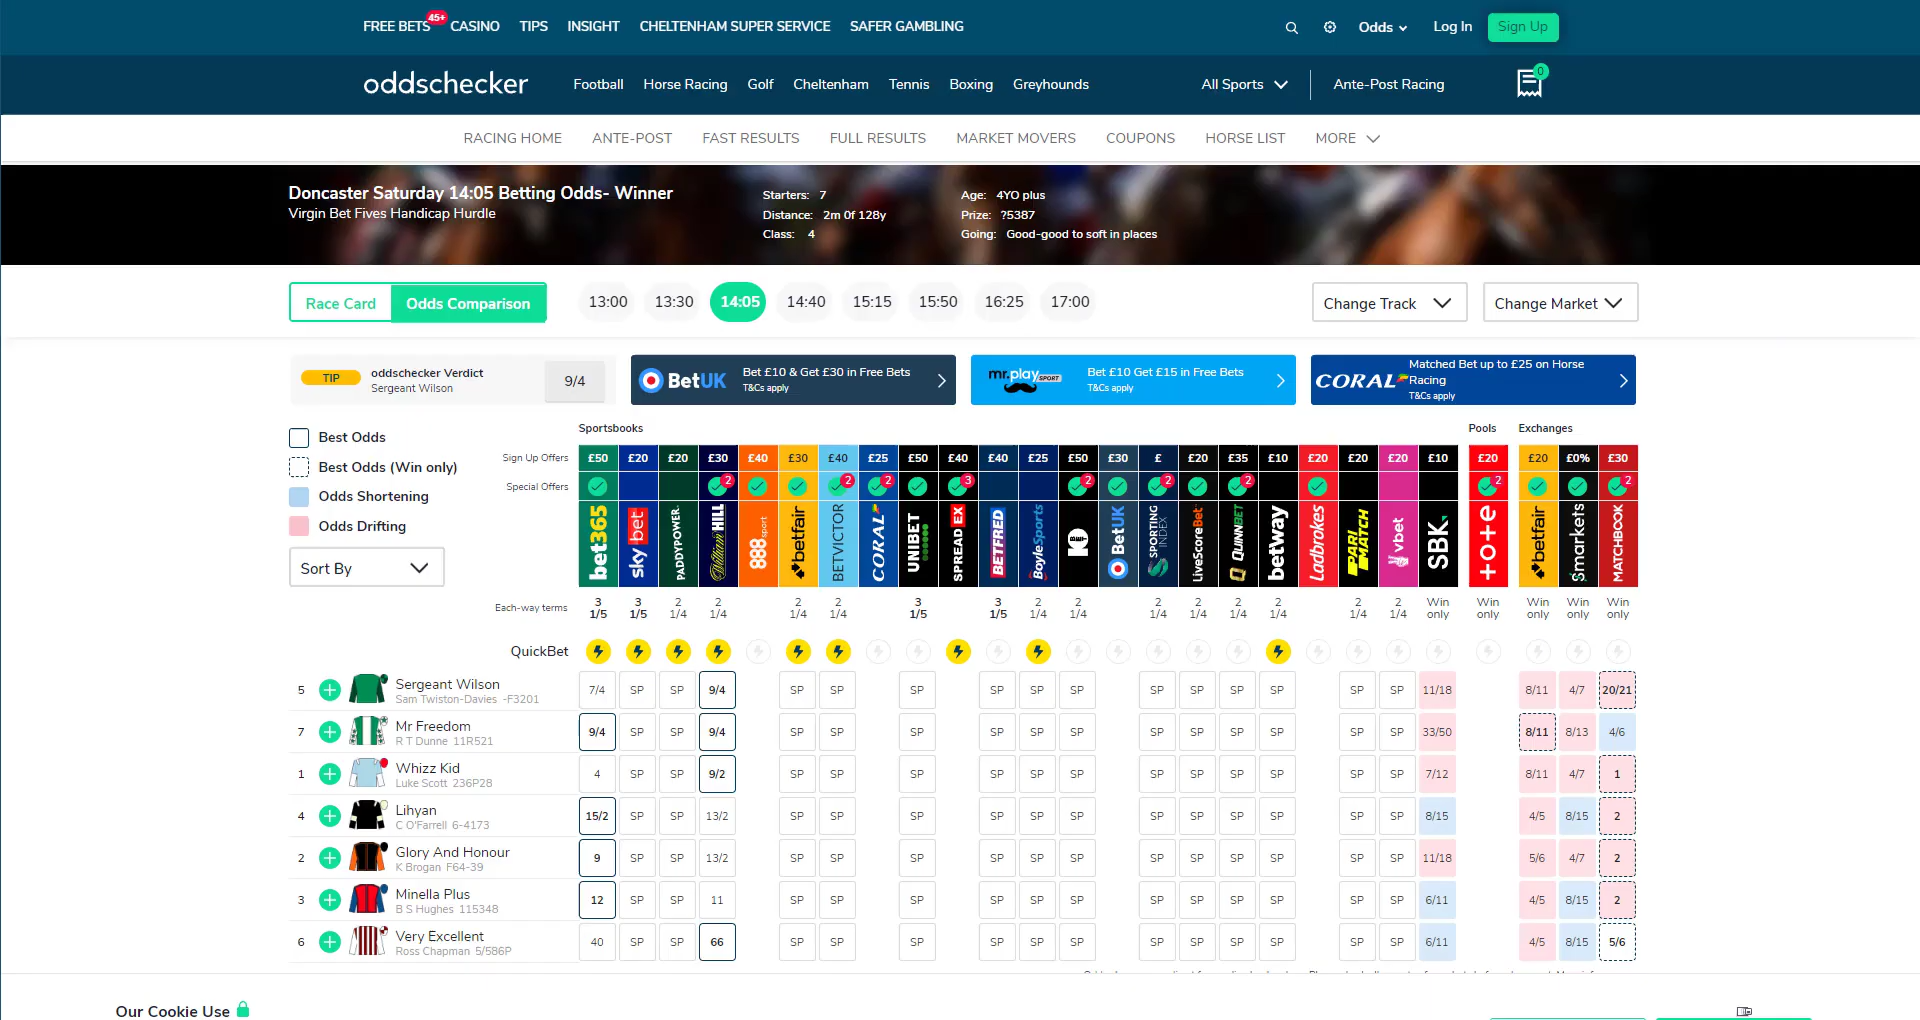 FREE BETS 45+ CASINO TIPS INSIGHT CHELTENHAM SUPER SERVICE SAFER GAMBLING Odds Log In Sign Up
oddschecker Football Horse Racing Golf Cheltenham Tennis Boxing Greyhounds All Sports Ante-Post Racing 0
RACING HOME ANTE-POST FAST RESULTS FULL RESULTS MARKET MOVERS COUPONS HORSE LIST MORE
Doncaster Saturday 14:05 Betting Odds- Winner
Virgin Bet Fives Handicap Hurdle
Starters: 7
Distance: 2m 0f 128y
Class: 4
Age: 4YO plus
Prize: ?5387
Going: Good-good to soft in places
Race Card Odds Comparison 13:00 13:30 14:05 14:40 15:15 15:50 16:25 17:00 Change Track Change Market
TIP oddschecker Verdict
Sergeant Wilson
9/4
BetUK Bet £10 & Get £30 in Free Bets
T&Cs apply
mr.play SPORT Bet £10 Get £15 in Free Bets
T&Cs apply
CORAL Matched Bet up to £25 on Horse
Racing
T&Cs apply
Best Odds
Best Odds (Win only)
Odds Shortening
Odds Drifting
Sort By
Sportsbooks Pools Exchanges
Sign Up Offers £50 £20 £20 £30 £40 £30 £40 £25 £50 £40 £40 £25 £50 £30 £ £20 £35 £10 £20 £20 £20 £10 £20 £20 £0% £30
Special Offers 2 2 2 3 2 2 2 2 2
bet365 sky bet PADDYPOWER. William HILL 888sport betfair BETVICTOR CORAL UNIBET SPREAD EX BETFRED BoyleSports 10 BET BetUK SPORTING INDEX LiveScoreBet QUINNBET betway Ladbrokes PARI MATCH vbet SBK tote betfair smarkets MATCHBOOK
Each-way terms 3 1/5 3 1/5 2 1/4 2 1/4 2 1/4 2 1/4 3 1/5 3 1/5 2 1/4 2 1/4 2 1/4 2 1/4 2 1/4 2 1/4 2 1/4 2 1/4 Win only Win only Win only Win only Win only
QuickBet
5 Sergeant Wilson 7/4 SP SP 9/4 SP SP SP SP SP SP SP SP SP SP SP SP 11/18 8/11 4/7 20/21
Sam Twiston-Davies -F3201
7 Mr Freedom 9/4 SP SP 9/4 SP SP SP SP SP SP SP SP SP SP SP SP 33/50 8/11 8/13 4/6
R T Dunne 11R521
1 Whizz Kid 4 SP SP 9/2 SP SP SP SP SP SP SP SP SP SP SP SP 7/12 8/11 4/7 1
Luke Scott 236P28
4 Lihyan 15/2 SP SP 13/2 SP SP SP SP SP SP SP SP SP SP SP SP 8/15 4/5 8/15 2
C O'Farrell 6-4173
2 Glory And Honour 9 SP SP 13/2 SP SP SP SP SP SP SP SP SP SP SP SP 11/18 5/6 4/7 2
K Brogan F64-39
3 Minella Plus 12 SP SP 11 SP SP SP SP SP SP SP SP SP SP SP SP 6/11 4/5 8/15 2
B S Hughes 115348
6 Very Excellent 40 SP SP 66 SP SP SP SP SP SP SP SP SP SP SP SP 6/11 4/5 8/15 5/6
Ross Chapman 5/586P
Our Cookie Use